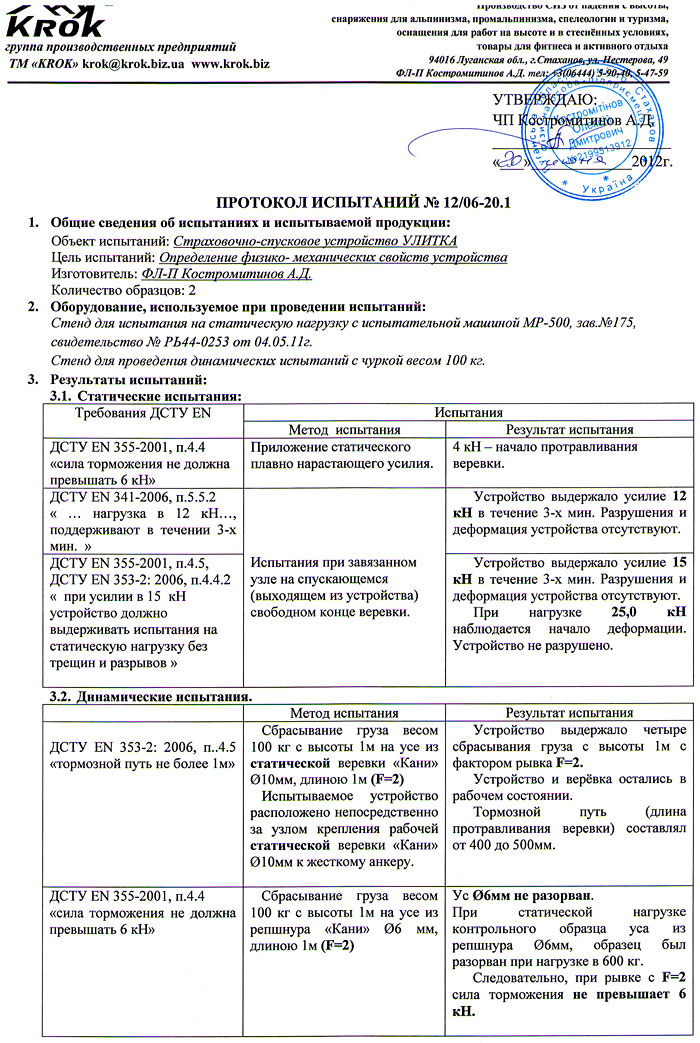 KroK
группа производственных предприятий
ТМ «KROK» krok@krok.biz.ua www.krok.biz
Производство СИЗ от падения с высоты,
снаряжения для альпинизма, промальпинизма, спелеологии и туризма,
оснащения для работ на высоте и в стеснённых условиях,
товары для фитнеса и активного отдыха
94016 Луганская обл., г.Стаханов, ул. Нестерова, 49
ФЛ-П Костромитинов А.Д. тел: +3(06444) 5-90-40, 5-47-59
УТВЕРЖДАЮ:
ЧП Костромитинов А.Д.
«20» июня 2012г.
Костромітінов
Олексій
Дмитрович
Україна
ПРОТОКОЛ ИСПЫТАНИЙ № 12/06-20.1
1. Общие сведения об испытаниях и испытываемой продукции:
Объект испытаний: Страховочно-спусковое устройство УЛИТКА
Цель испытаний: Определение физико- механических свойств устройства
Изготовитель: ФЛ-П Костромитинов А.Д.
Количество образцов: 2
2. Оборудование, используемое при проведении испытаний:
Стенд для испытания на статическую нагрузку с испытательной машиной МР-500, зав.№175,
свидетельство № РЬ44-0253 от 04.05.11г.
Стенд для проведения динамических испытаний с чуркой весом 100 кг.
3. Результаты испытаний:
3.1. Статические испытания:
Требования ДСТУ EN
Испытания
Метод испытания
Результат испытания
ДСТУ EN 355-2001, п.4.4
«сила торможения не должна
превышать 6 кН»
Приложение статического
плавно нарастающего усилия.
4 кН – начало протравливания
веревки.
ДСТУ EN 341-2006, п.5.5.2
« … нагрузка в 12 кН…,
поддерживают в течении 3-х
мин. »
Устройство выдержало усилие 12
кН в течение 3-х мин. Разрушения и
деформация устройства отсутствуют.
ДСТУ EN 355-2001, п.4.5,
ДСТУ EN 353-2: 2006, п.4.4.2
« при усилии в 15 кН
устройство должно
выдерживать испытания на
статическую нагрузку без
трещин и разрывов »
Испытания при завязанном
узле на спускающемся
(выходящем из устройства)
свободном конце веревки.
Устройство выдержало усилие 15
кН в течение 3-х мин. Разрушения и
деформация устройства отсутствуют.
При нагрузке 25,0 кН
наблюдается начало деформации.
Устройство не разрушено.
3.2. Динамические испытания.
Метод испытания
Результат испытания
ДСТУ EN 353-2: 2006, п..4.5
«тормозной путь не более 1м»
Сбрасывание груза весом
100 кг с высоты 1м на усе из
статической веревки «Кани»
Ø10мм, длиною 1м (F=2)
Испытываемое устройство
расположено непосредственно
за узлом крепления рабочей
статической веревки «Кани»
Ø10мм к жесткому анкеру.
Устройство выдержало четыре
сбрасывания груза с высоты 1м с
фактором рывка F=2.
Устройство и верёвка остались в
рабочем состоянии.
Тормозной путь (длина
протравливания веревки) составлял
от 400 до 500мм.
ДСТУ EN 355-2001, п.4.4
«сила торможения не должна
превышать 6 кН»
Сбрасывание груза весом
100 кг с высоты 1м на усе из
репшнура «Кани» Ø6 мм,
длиною 1м (F=2)
Ус Ø6мм не разорван.
При статической нагрузке
контрольного образца уса из
репшнура Ø6мм, образец был
разорван при нагрузке в 600 кг.
Следовательно, при рывке с F=2
сила торможения не превышает 6
кН.